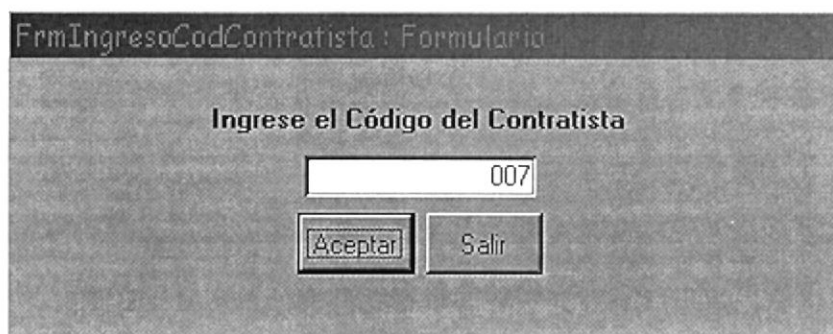 FrmIngresoCodContratista : Formulario
Ingrese el Código del Contratista
007
Aceptar Salir